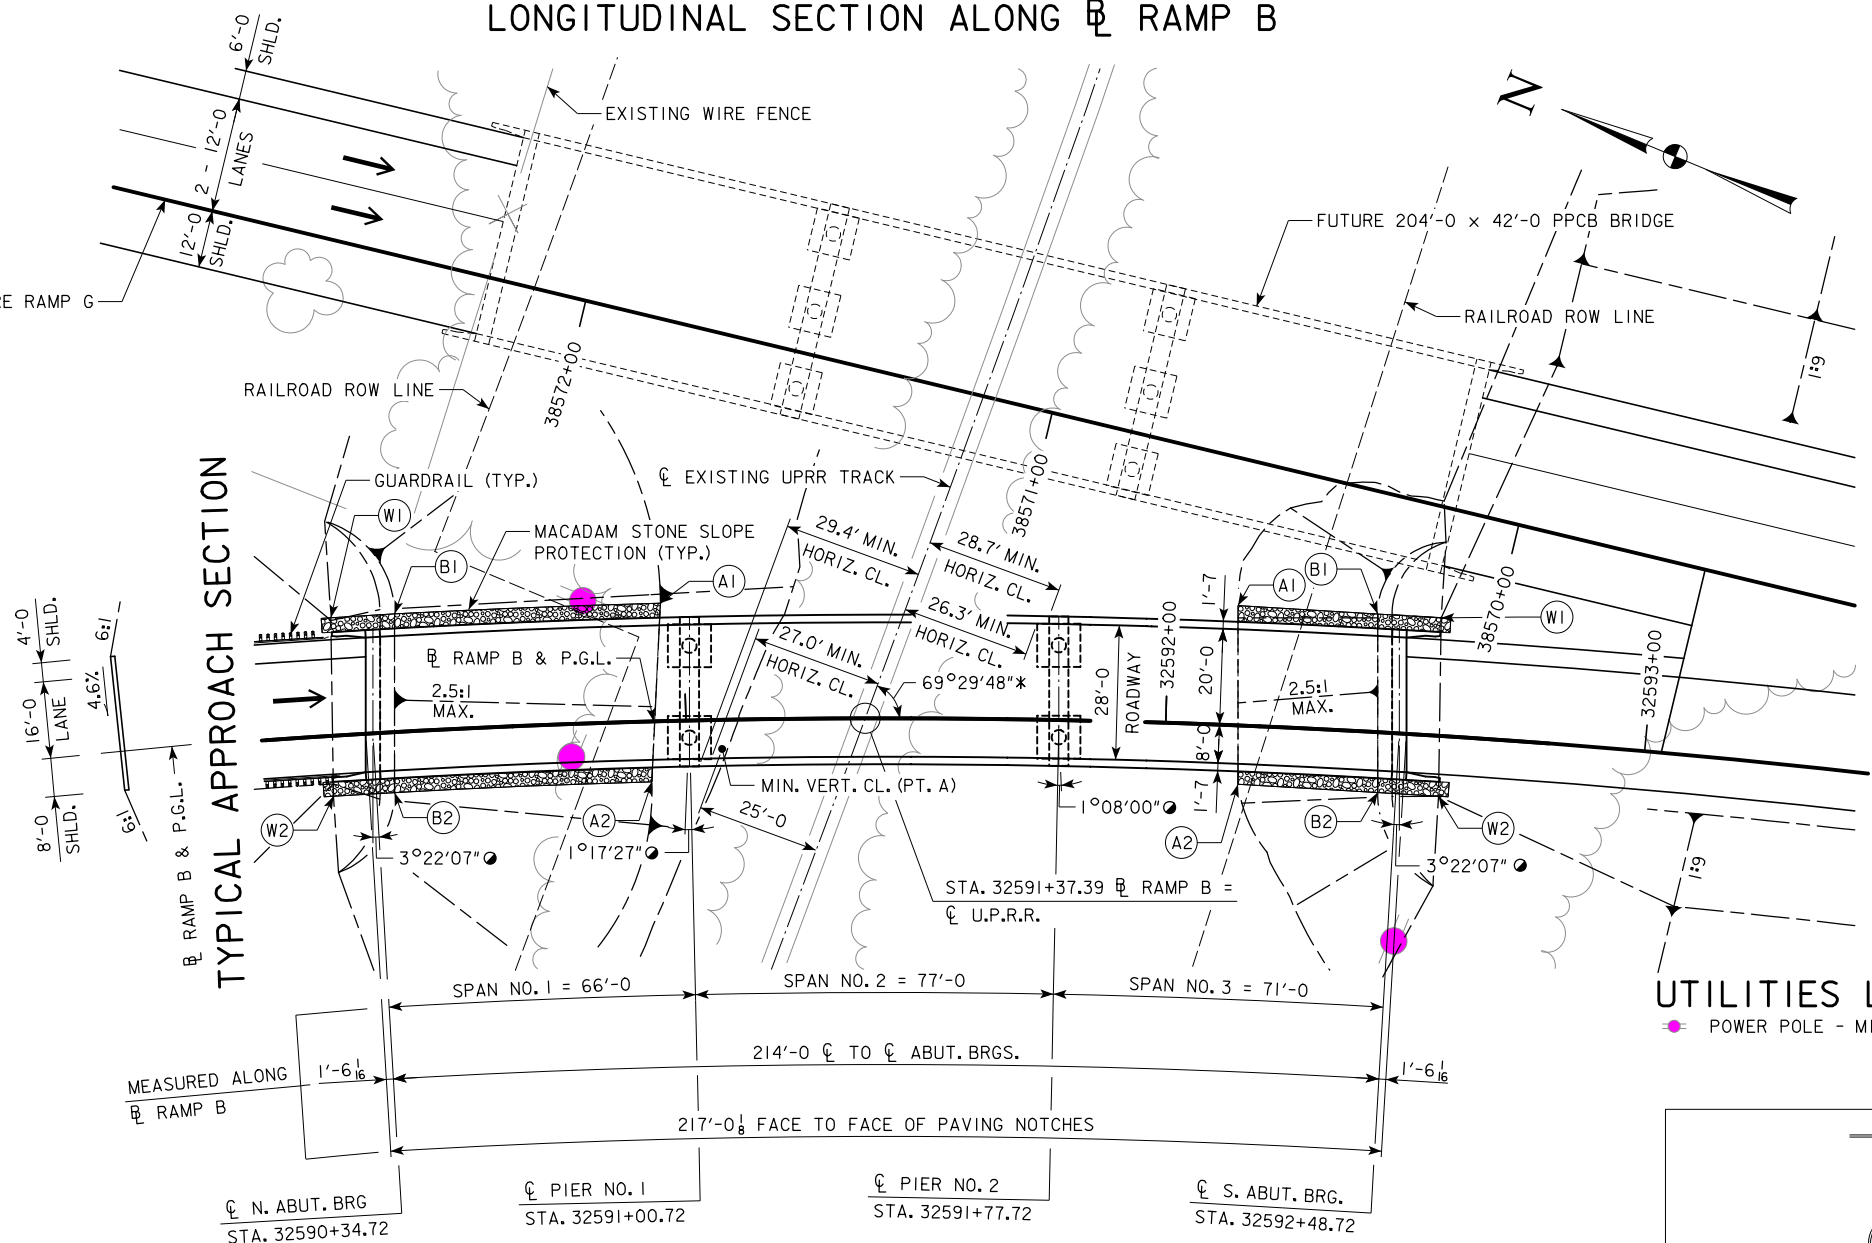 LONGITUDINAL SECTION ALONG ℄ RAMP B
6'-0 SHLD.
2 - 12'-0 LANES
12'-0 SHLD.
EXISTING WIRE FENCE
N
FUTURE 204'-0 x 42'-0 PPCB BRIDGE
RAMP G
RAILROAD ROW LINE
38572+00
RAILROAD ROW LINE
6:1
GUARDRAIL (TYP.)
℄ EXISTING UPRR TRACK
38571+00
W1
MACADAM STONE SLOPE
PROTECTION (TYP.)
29.4' MIN.
HORIZ. CL.
28.7' MIN.
HORIZ. CL.
B1
A1
A1
B1
W1
38570+00
1'-7
26.3' MIN.
HORIZ. CL.
27.0' MIN.
HORIZ. CL.
TYPICAL APPROACH SECTION
4'-0 SHLD.
6:1
4.6%
16'-0 LANE
8'-0 SHLD.
6:1
BL RAMP B & P.G.L.
BL RAMP B & P.G.L.
2.5:1
MAX.
69°29'48"*
28'-0
ROADWAY
32592+00
20'-0
2.5:1
MAX.
32593+00
8'-0
1'-7
MIN. VERT. CL. (PT. A)
25'-0
1°08'00"
W2
B2
A2
A2
B2
W2
3°22'07"
1°17'27"
3°22'07"
6:1
STA. 32591+37.39 BL RAMP B =
℄ U.P.R.R.
SPAN NO. 1 = 66'-0
SPAN NO. 2 = 77'-0
SPAN NO. 3 = 71'-0
UTILITIES
POWER POLE -
214'-0 ℄ TO ℄ ABUT. BRGS.
MEASURED ALONG
BL RAMP B
1'-6 1/16
1'-6 1/16
217'-0 1/8 FACE TO FACE OF PAVING NOTCHES
℄ N. ABUT. BRG
STA. 32590+34.72
℄ PIER NO. 1
STA. 32591+00.72
℄ PIER NO. 2
STA. 32591+77.72
℄ S. ABUT. BRG.
STA. 32592+48.72